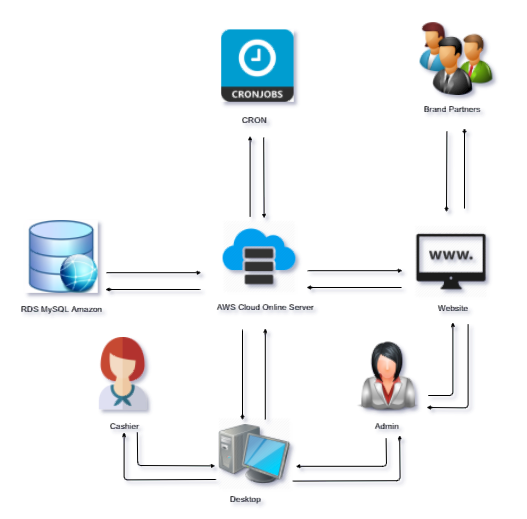 CRONJOBS
CRON
Brand Partners
www.
RDS MySQL Amazon
AWS Cloud Online Server
Website
Cashier
Admin
Desktop